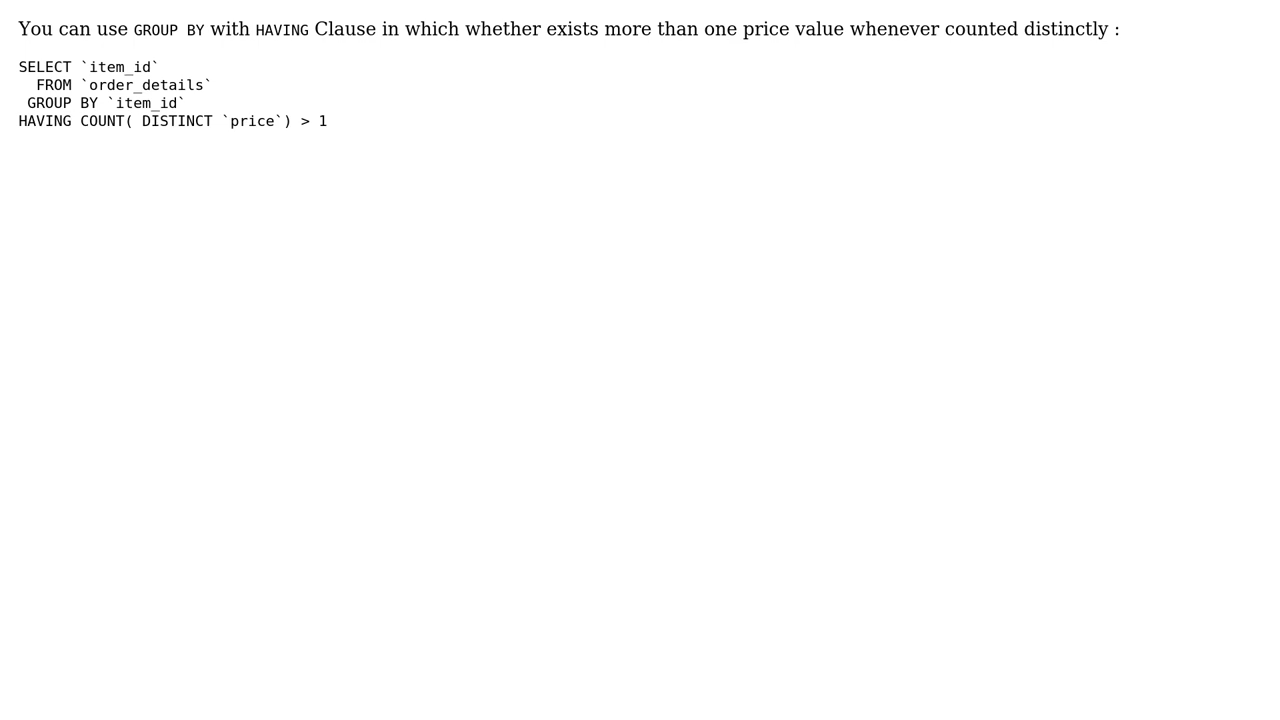 You can use GROUP BY with HAVING Clause in which whether exists more than one price value whenever counted distinctly :
SELECT `item_id`
  FROM `order_details`
 GROUP BY `item_id`
HAVING COUNT( DISTINCT `price`) > 1